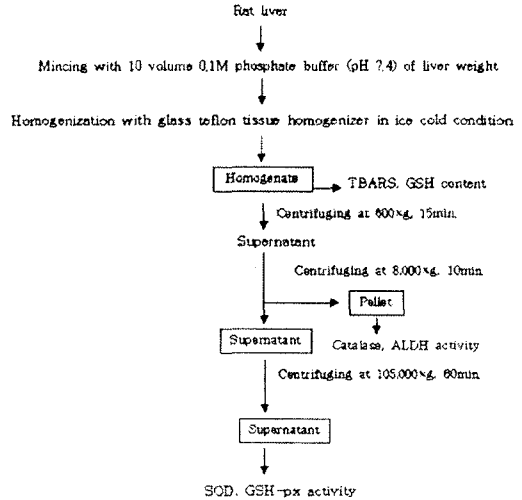 Rat liver
Mincing with 10 volume 0.1M phosphate buffer (pH 7.4) of liver weight
Homogenization with glass teflon tissue homogenizer in ice cold condition
Homogenate
TBARS. GSH content
Centrifuging at 600×g, 15min.
Supernatant
Centrifuging at 8,000×g, 10min
Pellet
Supernatant
Catalase, ALDH activity
Centrifuging at 105,000×g, 60min.
Supernatant
SOD. GSH-px activity